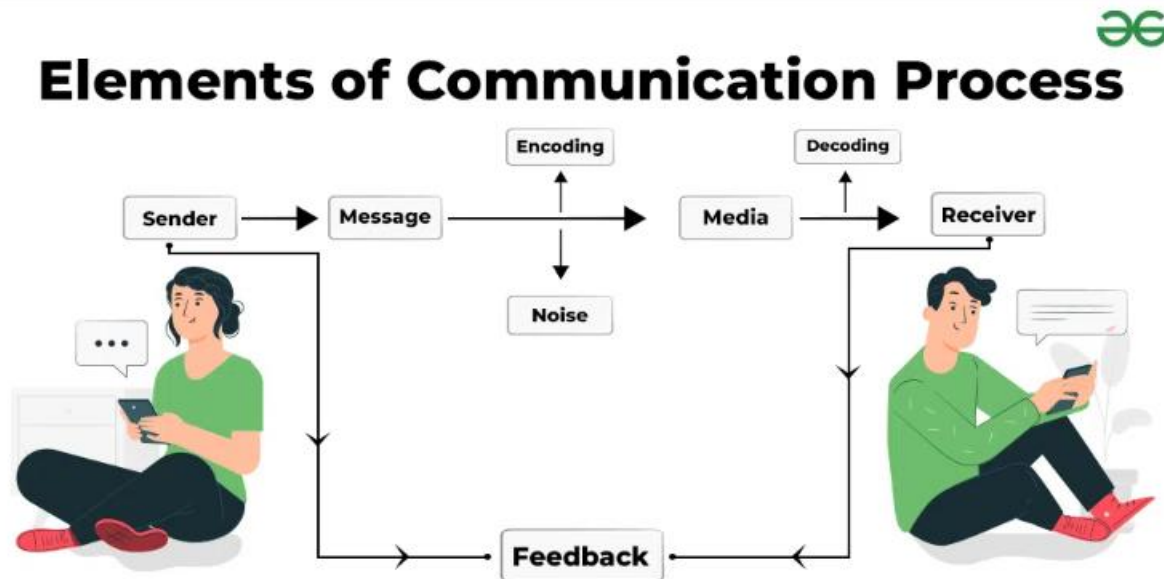 Elements of Communication Process
Encoding
Decoding
Sender
Message
Media
Receiver
Noise
Feedback